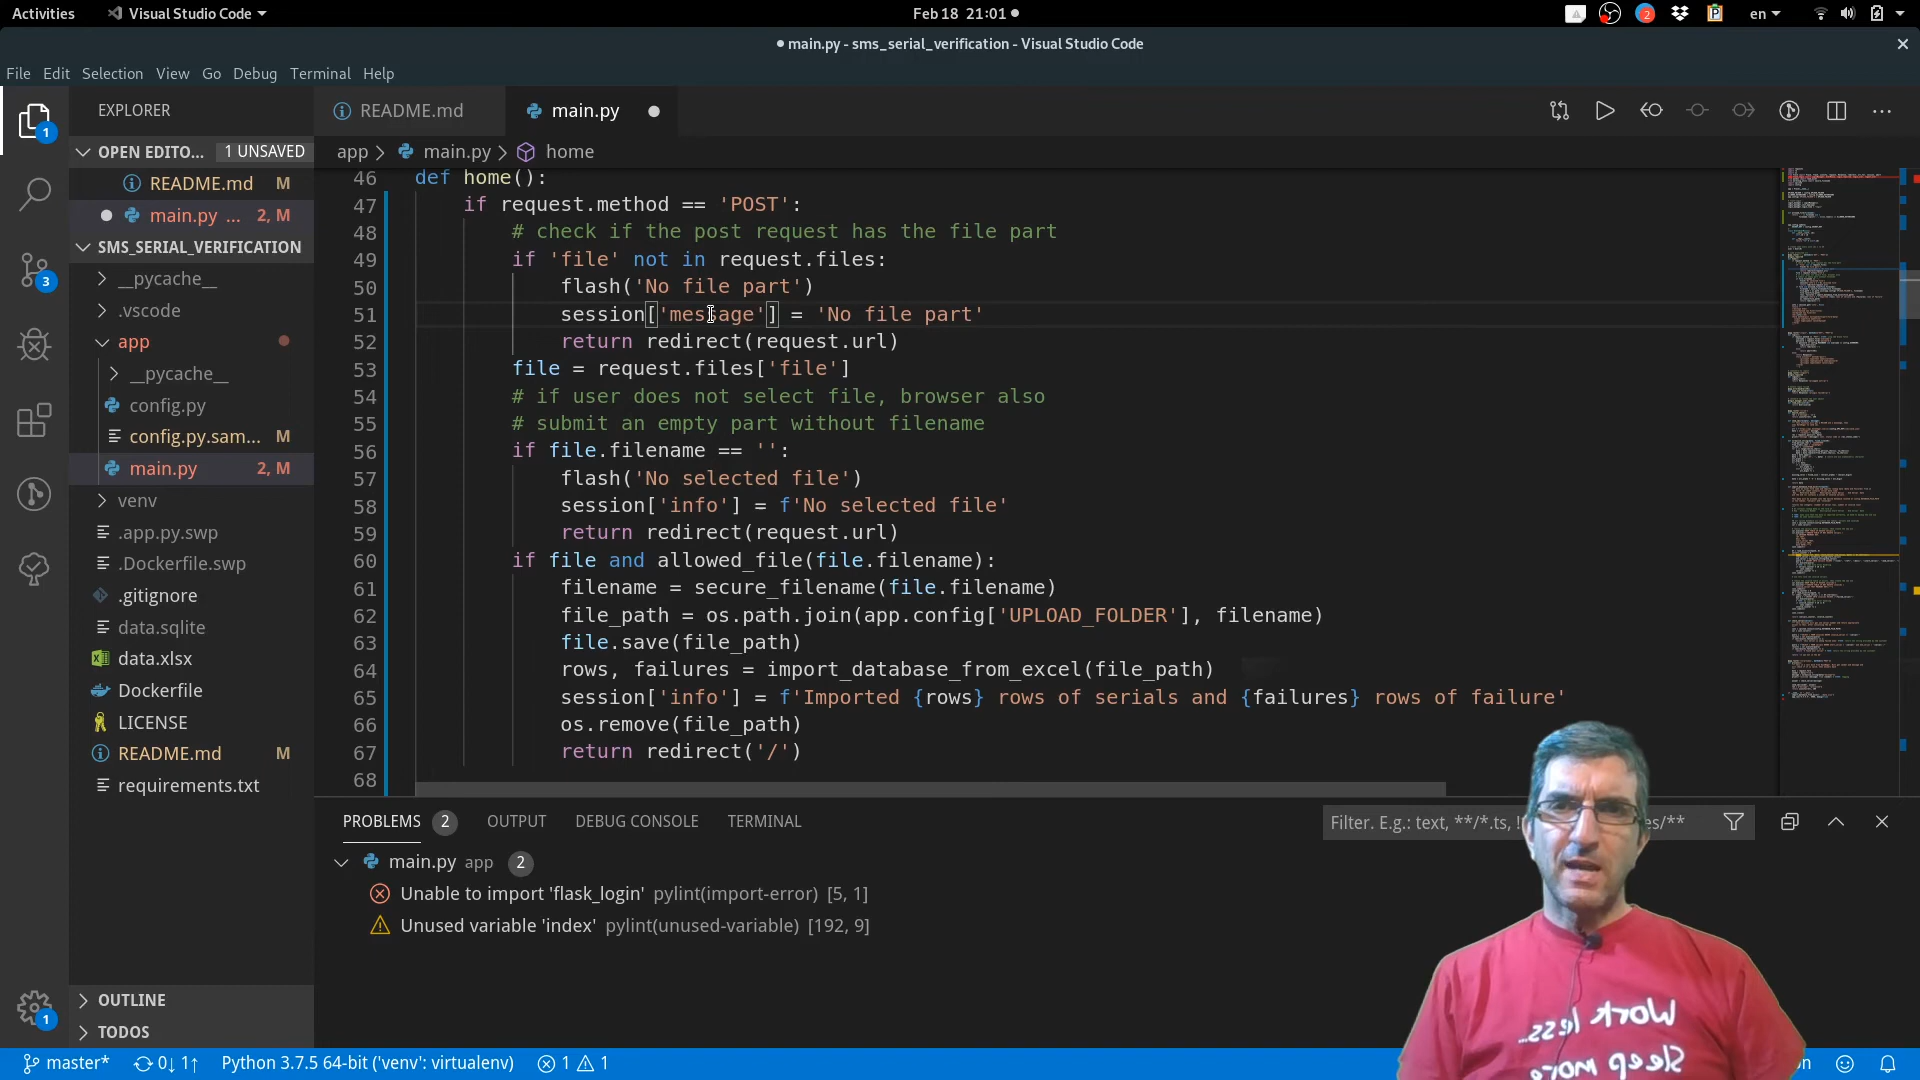 Activities
Visual Studio Code
Feb 18 21:01
2
en
● main.py - sms_serial_verification - Visual Studio Code
File Edit Selection View Go Debug Terminal Help
EXPLORER
README.md
main.py
1
OPEN EDITO... 1 UNSAVED
app > main.py > home
README.md M
main.py ... 2, M
SMS_SERIAL_VERIFICATION
__pycache__
.vscode
3
app
__pycache__
config.py
config.py.sam... M
main.py 2, M
venv
.app.py.swp
.Dockerfile.swp
.gitignore
data.sqlite
data.xlsx
Dockerfile
LICENSE
README.md M
requirements.txt
46 def home():
47 if request.method == 'POST':
48 # check if the post request has the file part
49 if 'file' not in request.files:
50 flash('No file part')
51 session['message'] = 'No file part'
52 return redirect(request.url)
53 file = request.files['file']
54 # if user does not select file, browser also
55 # submit an empty part without filename
56 if file.filename == '':
57 flash('No selected file')
58 session['info'] = f'No selected file'
59 return redirect(request.url)
60 if file and allowed_file(file.filename):
61 filename = secure_filename(file.filename)
62 file_path = os.path.join(app.config['UPLOAD_FOLDER'], filename)
63 file.save(file_path)
64 rows, failures = import_database_from_excel(file_path)
65 session['info'] = f'Imported {rows} rows of serials and {failures} rows of failure'
66 os.remove(file_path)
67 return redirect('/')
68
PROBLEMS 2 OUTPUT DEBUG CONSOLE TERMINAL
Filter. E.g.: text, **/*.ts, es/**
main.py app 2
Unable to import 'flask_login' pylint(import-error) [5, 1]
Unused variable 'index' pylint(unused-variable) [192, 9]
OUTLINE
1
TODOS
Work less...
Sleep more
master*
0↓ 1↑
Python 3.7.5 64-bit ('venv': virtualenv)
1
1